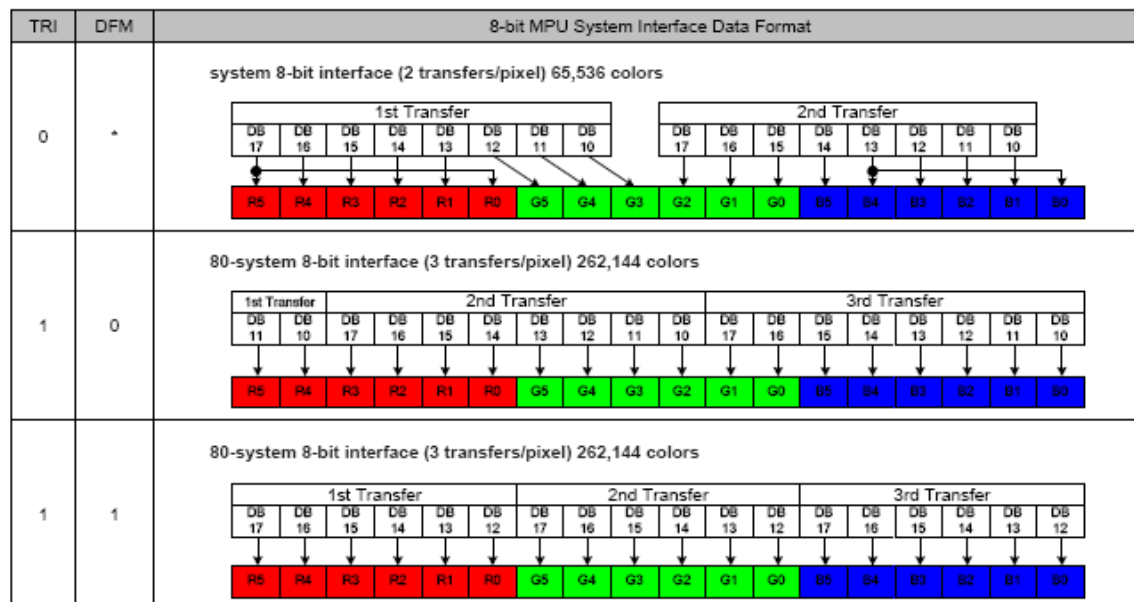 TRI DFM 8-bit MPU System Interface Data Format
system 8-bit interface (2 transfers/pixel) 65,536 colors
1st Transfer 2nd Transfer
DB DB DB DB DB DB DB DB DB DB DB DB DB DB DB DB
17 16 15 14 13 12 11 10 17 16 15 14 13 12 11 10
0 *
R5 R4 R3 R2 R1 R0 G5 G4 G3 G2 G1 G0 B5 B4 B3 B2 B1 B0
80-system 8-bit interface (3 transfers/pixel) 262,144 colors
1st Transfer 2nd Transfer 3rd Transfer
DB DB DB DB DB DB DB DB DB DB DB DB DB DB DB DB DB DB
11 10 17 16 15 14 13 12 11 10 17 16 15 14 13 12 11 10
1 0
R5 R4 R3 R2 R1 R0 G5 G4 G3 G2 G1 G0 B5 B4 B3 B2 B1 B0
80-system 8-bit interface (3 transfers/pixel) 262,144 colors
1st Transfer 2nd Transfer 3rd Transfer
DB DB DB DB DB DB DB DB DB DB DB DB DB DB DB DB DB DB
17 16 15 14 13 12 17 16 15 14 13 12 17 16 15 14 13 12
1 1
R5 R4 R3 R2 R1 R0 G5 G4 G3 G2 G1 G0 B5 B4 B3 B2 B1 B0